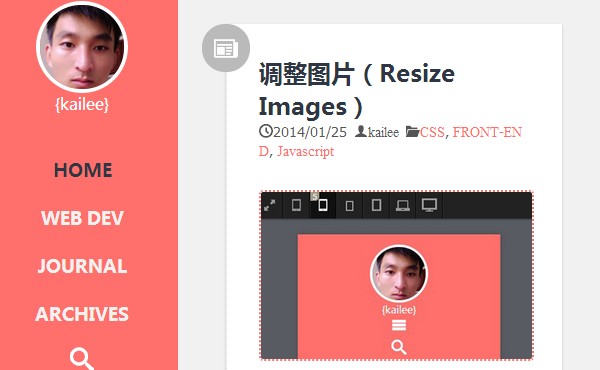 {kailee}
HOME
WEB DEV
JOURNAL
ARCHIVES
调整图片（Resize
Images）
2014/01/25 kailee CSS, FRONT-EN
D, Javascript
{kailee}